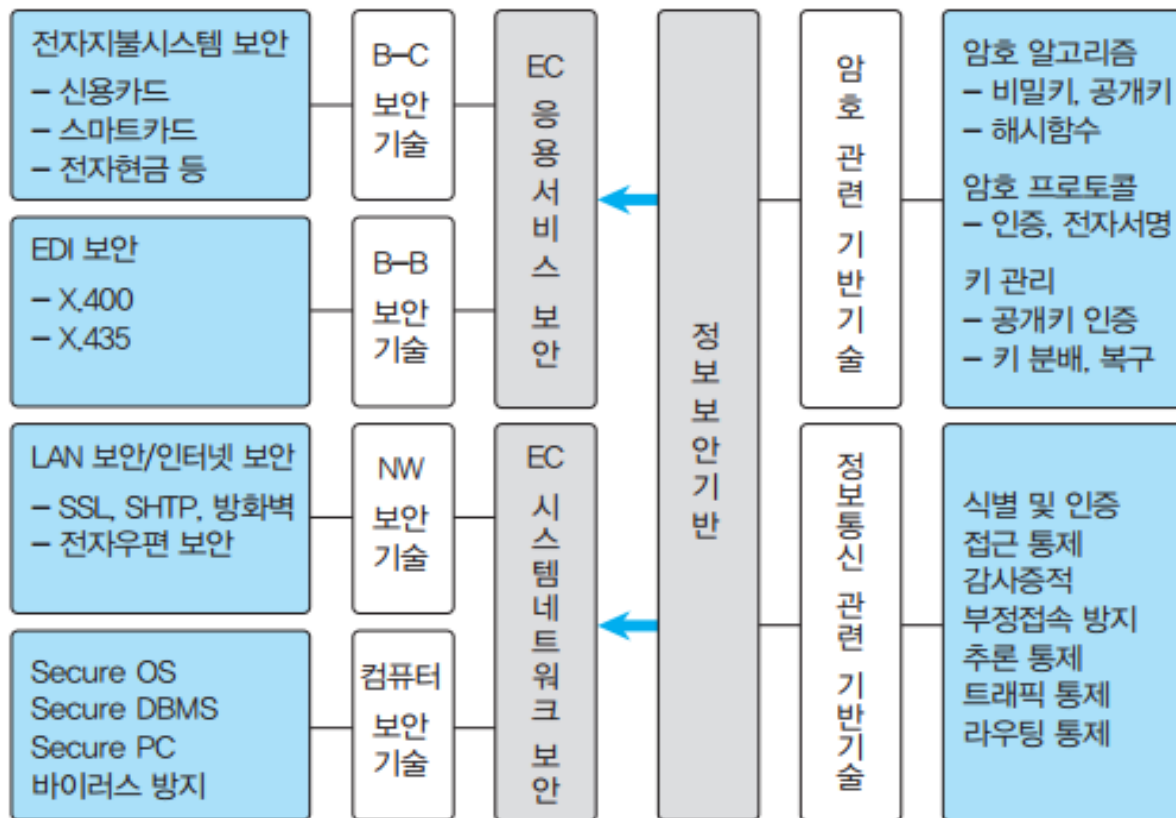 전자지불시스템 보안
– 신용카드
– 스마트카드
– 전자현금 등
B–C
보안
기술
EC 응용서비스 보안
EDI 보안
– X.400
– X.435
B–B
보안
기술
LAN 보안/인터넷 보안
– SSL, SHTP, 방화벽
– 전자우편 보안
NW
보안
기술
EC 시스템네트워크 보안
Secure OS
Secure DBMS
Secure PC
바이러스 방지
컴퓨터
보안
기술
정보보안기반
암호 관련 기반기술
암호 알고리즘
– 비밀키, 공개키
– 해시함수
암호 프로토콜
– 인증, 전자서명
키 관리
– 공개키 인증
– 키 분배, 복구
정보통신 관련 기반기술
식별 및 인증
접근 통제
감사증적
부정접속 방지
추론 통제
트래픽 통제
라우팅 통제